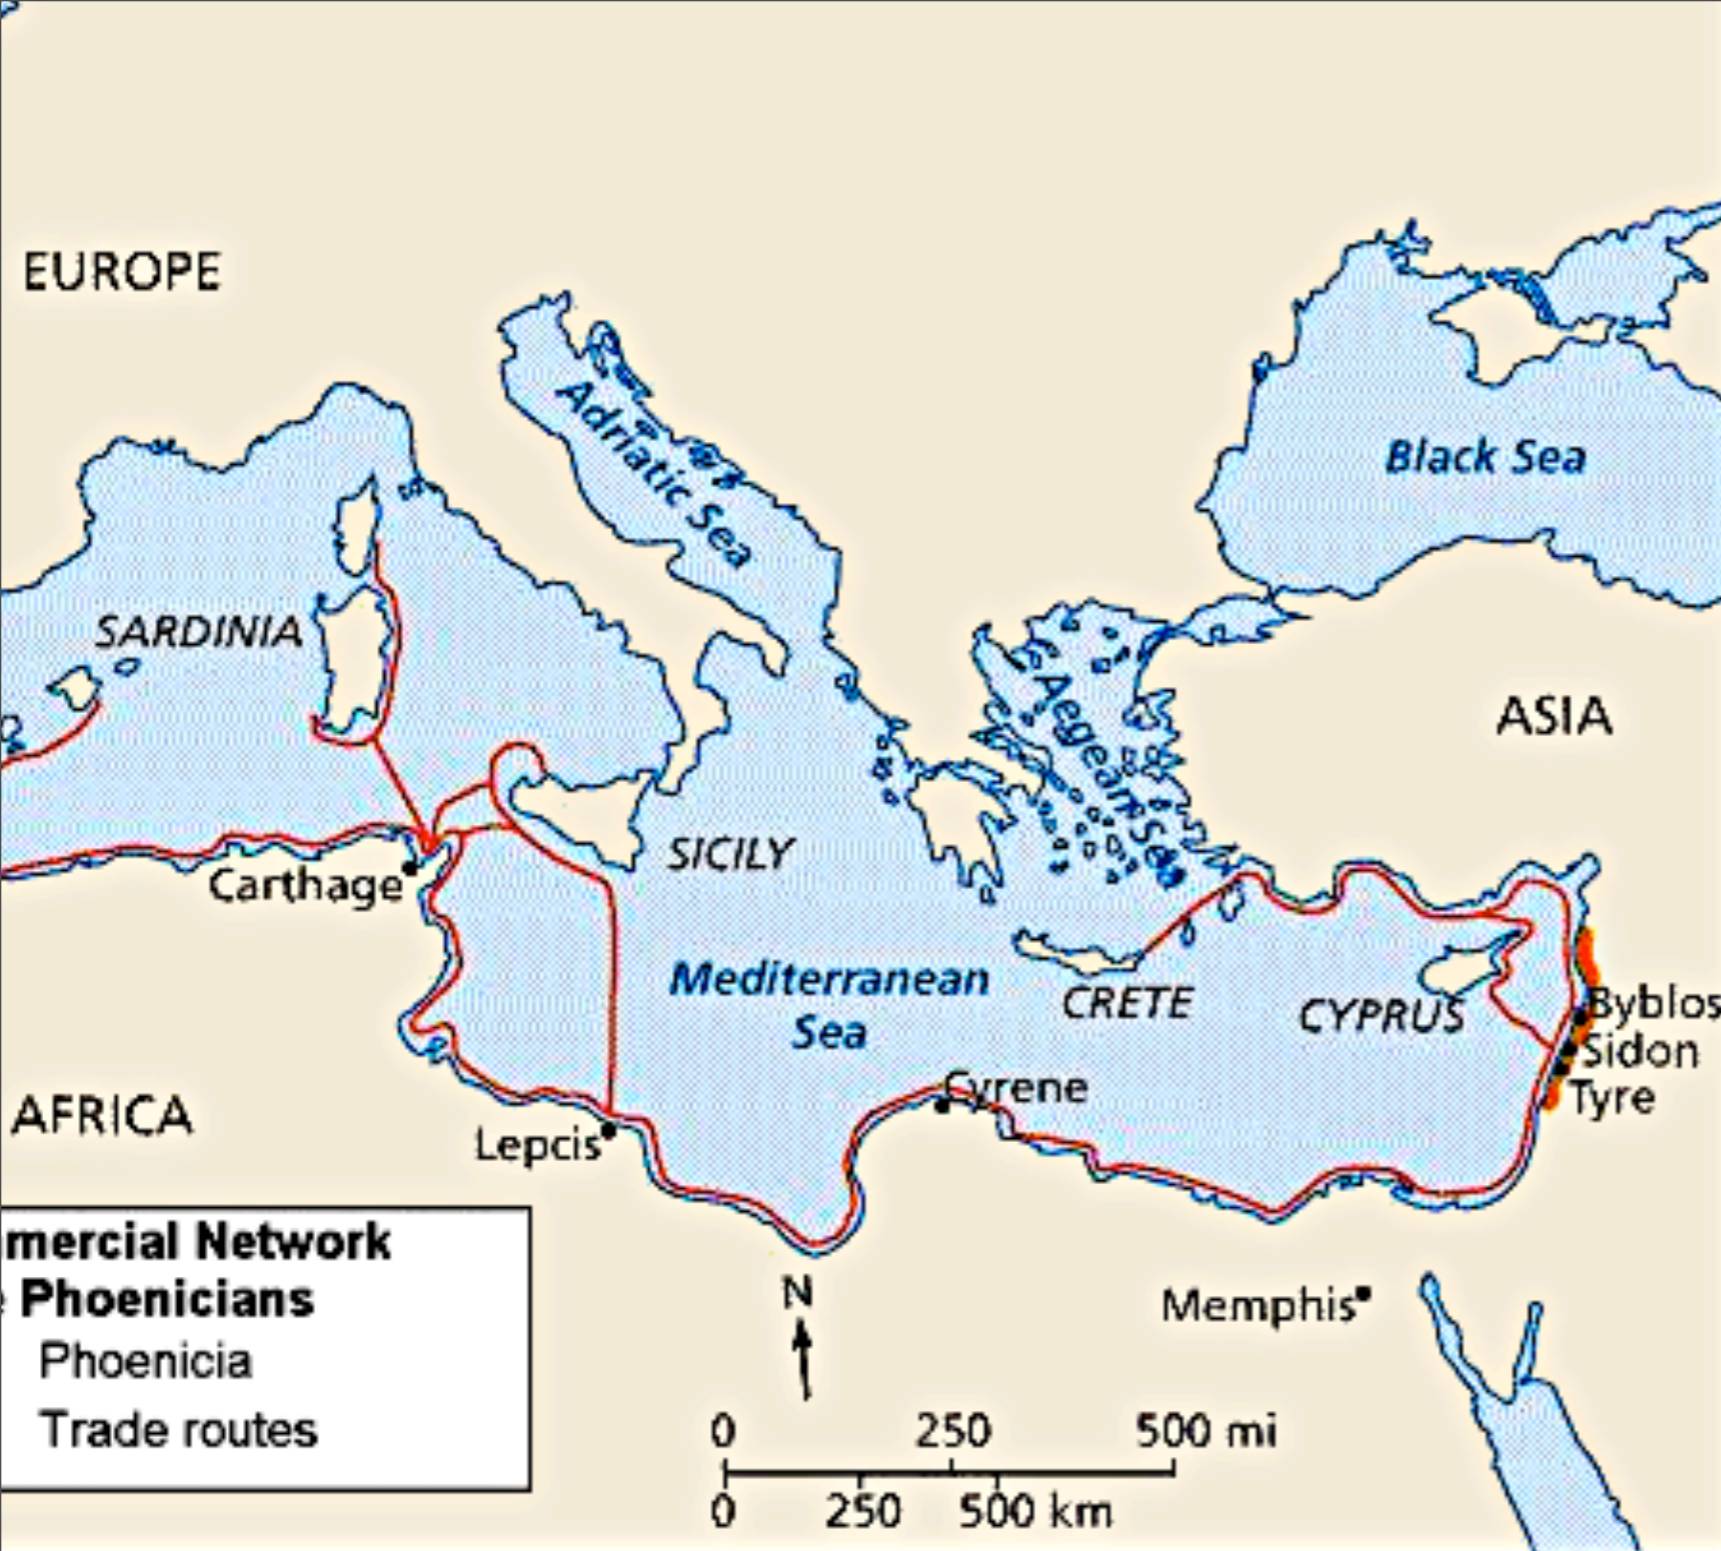 EUROPE
Adriatic Sea
Black Sea
SARDINIA
Aegean Sea
ASIA
SICILY
Carthage
Mediterranean
Sea
CRETE
CYPRUS
Byblos
Sidon
Tyre
Cyrene
AFRICA
Lepcis
mmercial Network
e Phoenicians
Phoenicia
Trade routes
N
Memphis
0 250 500 mi
0 250 500 km